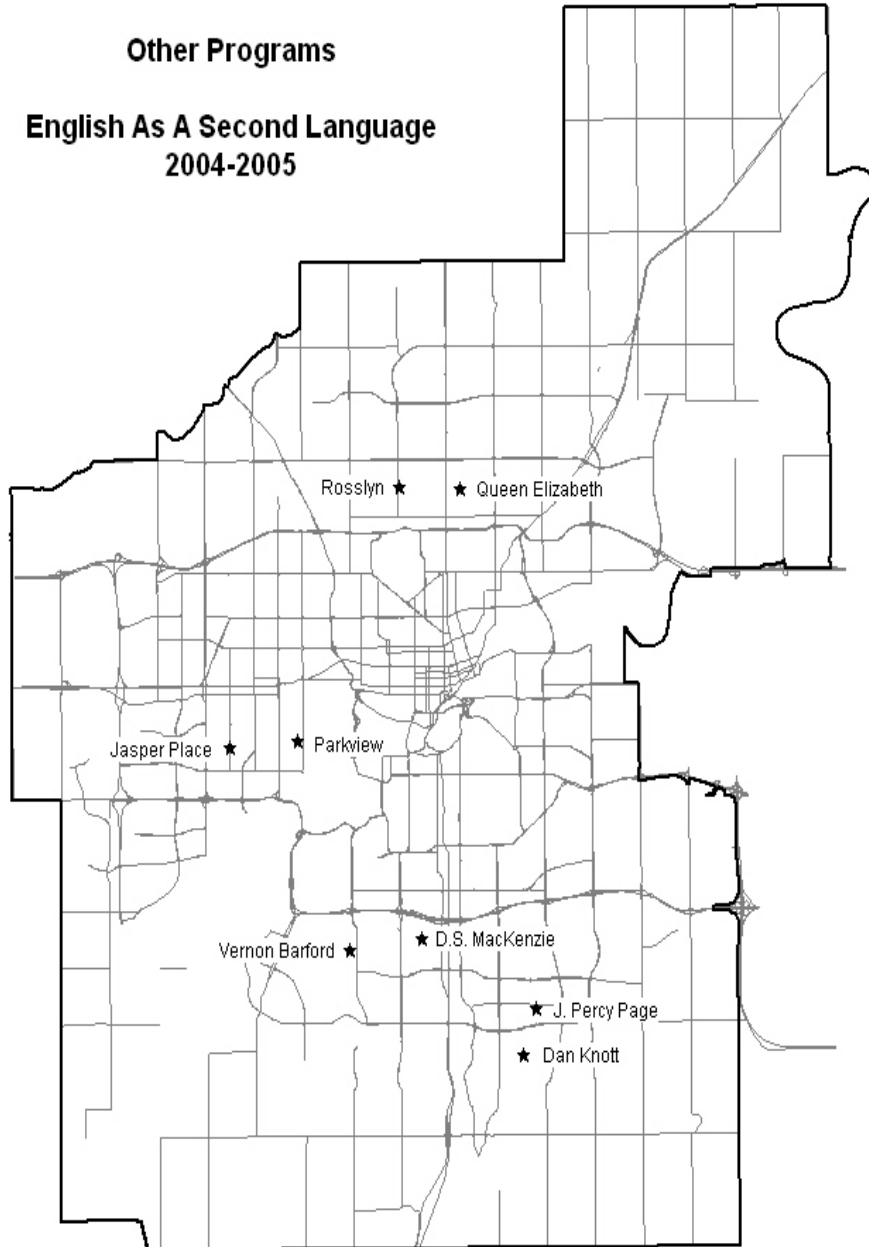 Other Programs
English As A Second Language
2004-2005
Rosslyn
Queen Elizabeth
Jasper Place
Parkview
Vernon Barford
D.S. MacKenzie
J. Percy Page
Dan Knott